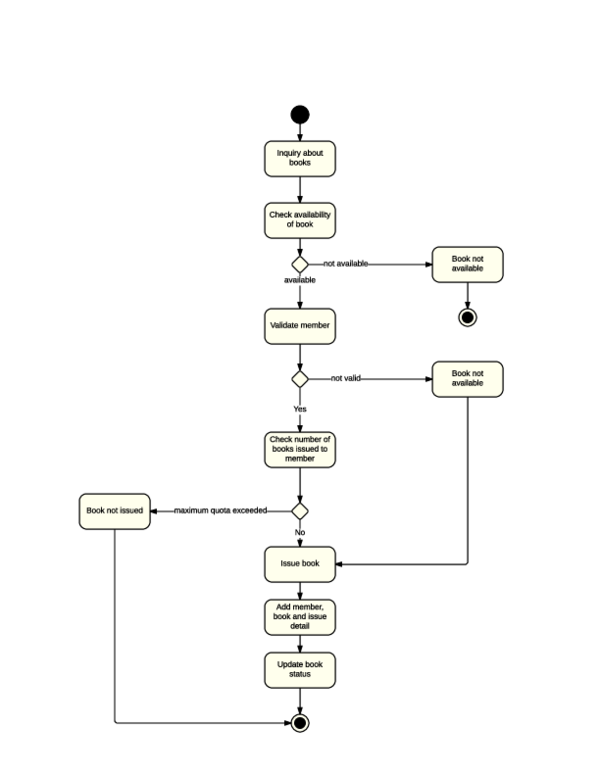 Inquiry about
books
Check availability
of book
not available
Book not
available
available
Validate member
not valid
Book not
available
Yes
Check number of
books issued to
member
Book not issued
maximum quota exceeded
No
Issue book
Add member,
book and issue
detail
Update book
status